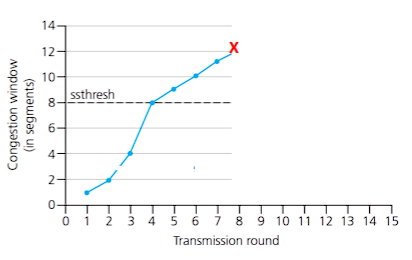 14
12
X
10
ssthresh
8
6
4
2
0
0 1 2 3 4 5 6 7 8 9 10 11 12 13 14 15
Transmission round
Congestion window
(in segments)